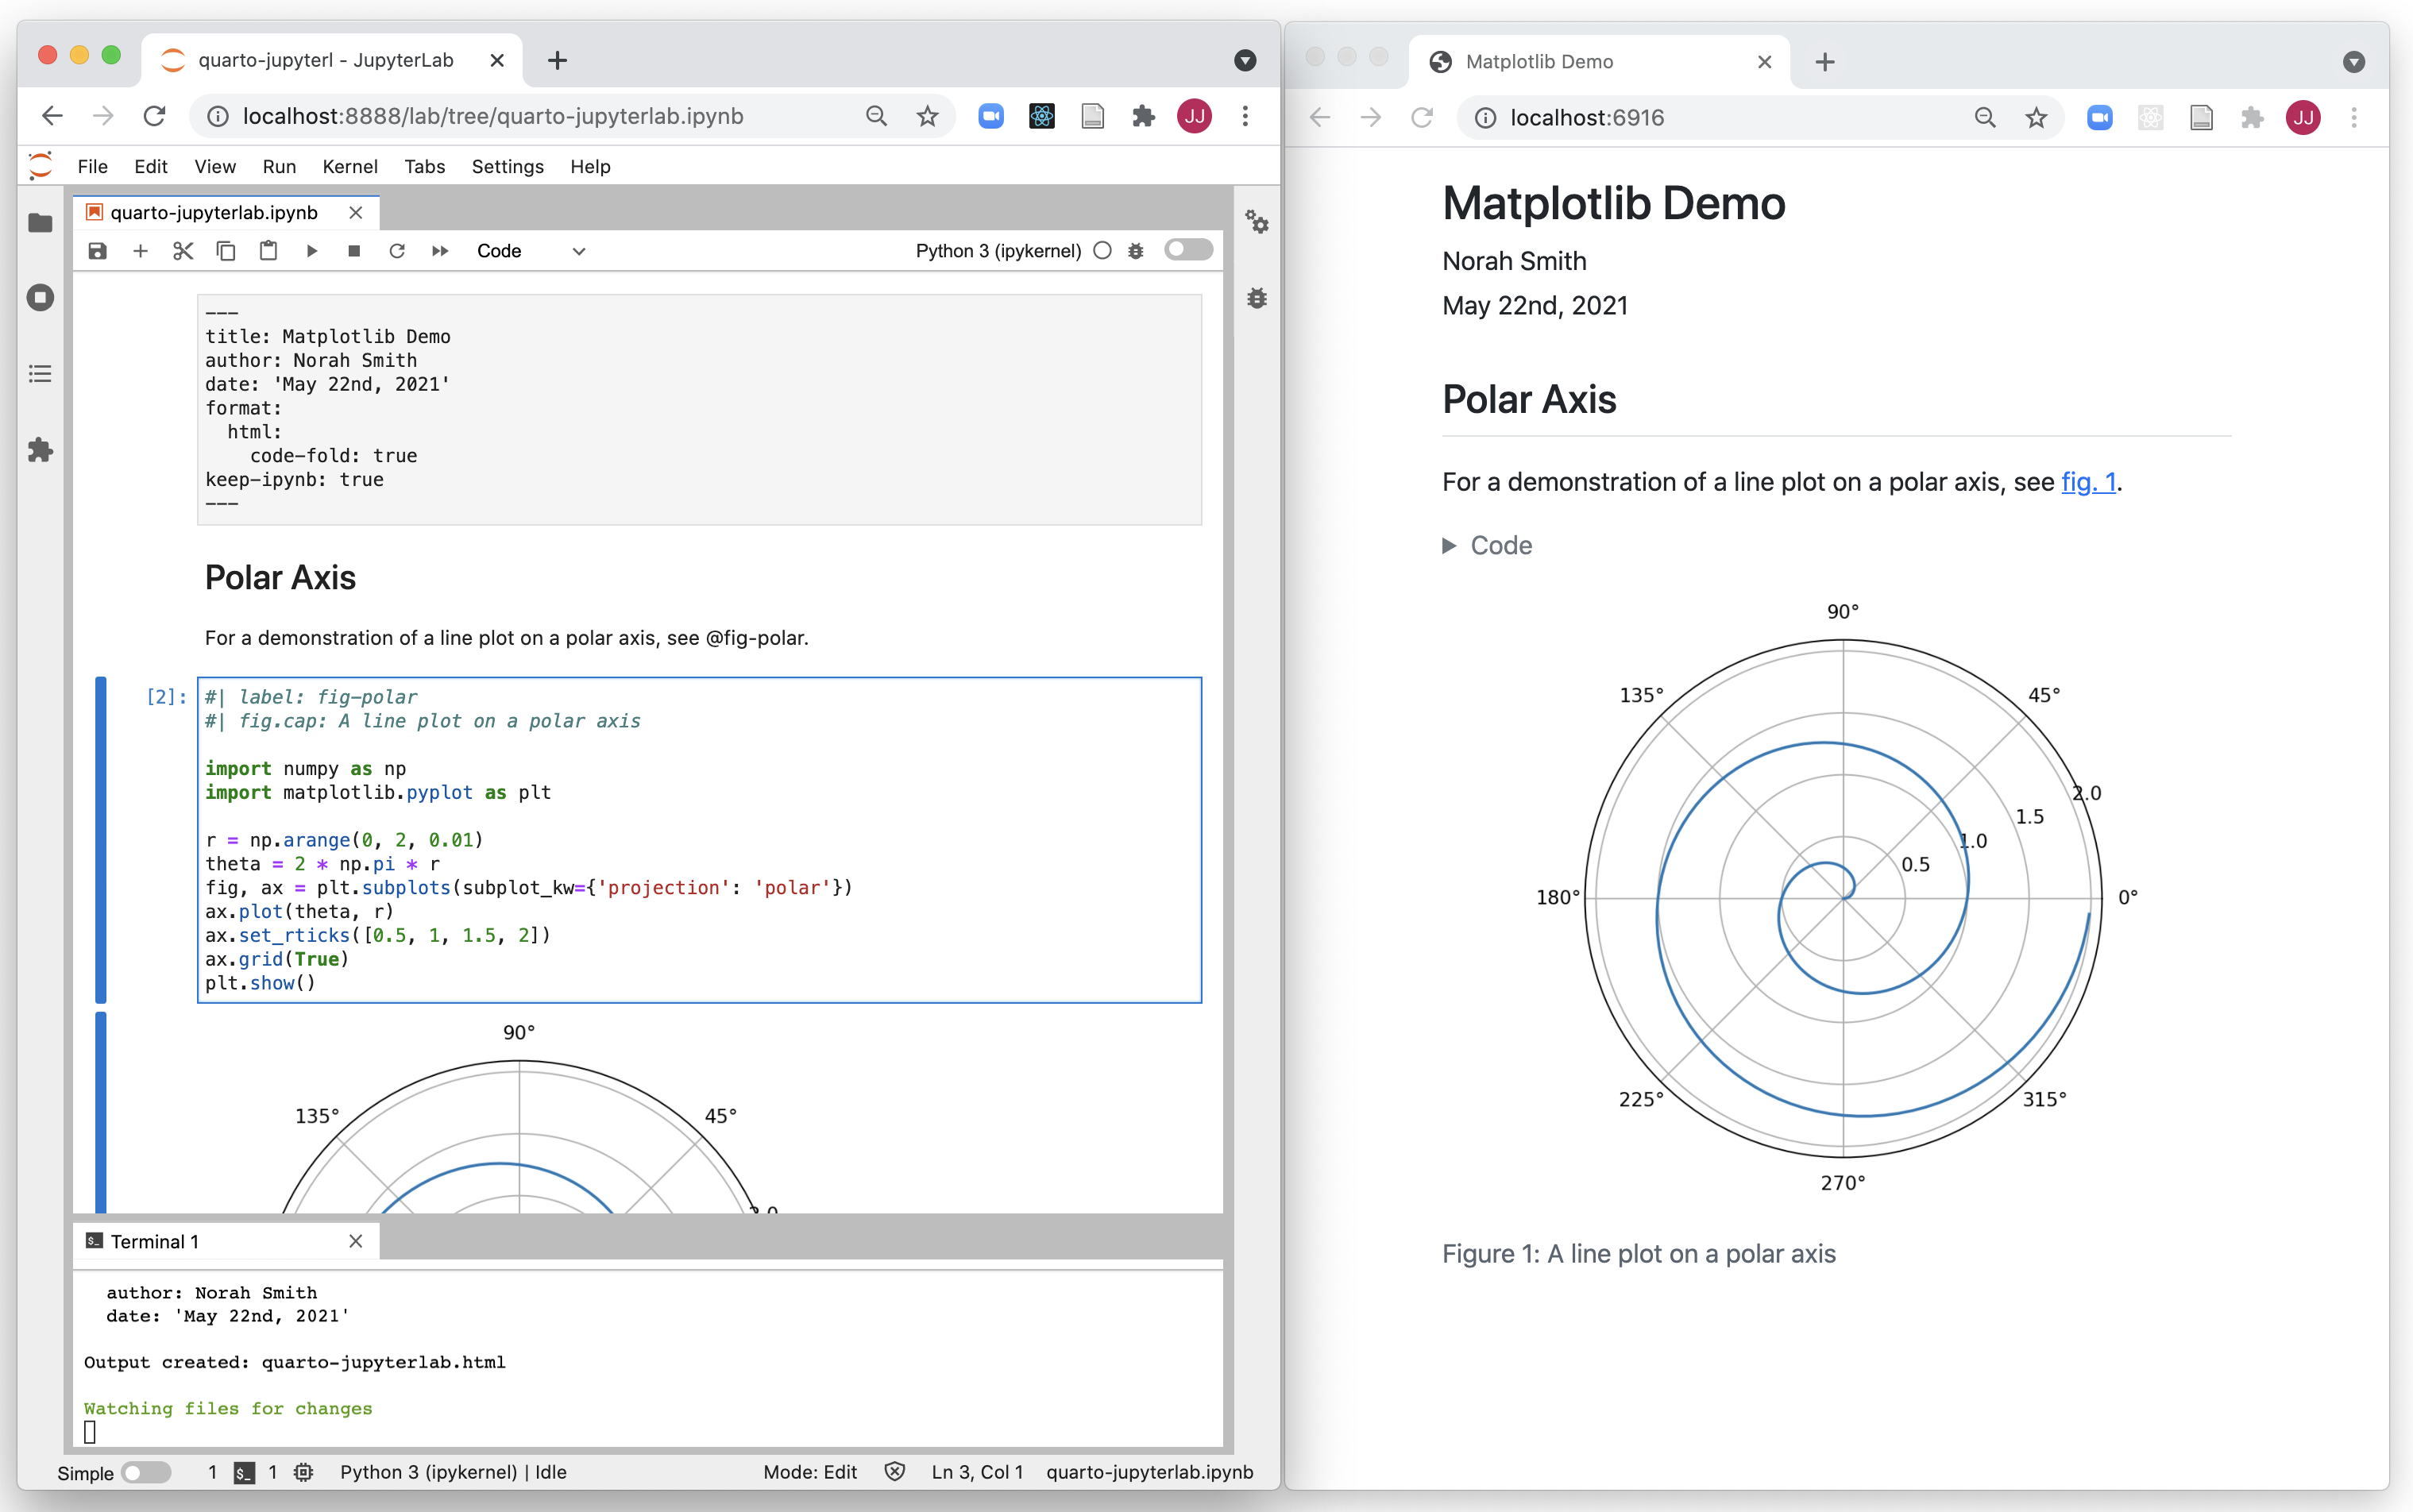 quarto-jupyterl - JupyterLab
localhost:8888/lab/tree/quarto-jupyterlab.ipynb
JJ
File Edit View Run Kernel Tabs Settings Help
quarto-jupyterlab.ipynb
Code
Python 3 (ipykernel)
---
title: Matplotlib Demo
author: Norah Smith
date: 'May 22nd, 2021'
format:
  html:
    code-fold: true
keep-ipynb: true
---
Polar Axis
For a demonstration of a line plot on a polar axis, see @fig-polar.
[2]:
#| label: fig-polar
#| fig.cap: A line plot on a polar axis
import numpy as np
import matplotlib.pyplot as plt
r = np.arange(0, 2, 0.01)
theta = 2 * np.pi * r
fig, ax = plt.subplots(subplot_kw={'projection': 'polar'})
ax.plot(theta, r)
ax.set_rticks([0.5, 1, 1.5, 2])
ax.grid(True)
plt.show()
90°
135°
45°
2.0
$_ Terminal 1
  author: Norah Smith
  date: 'May 22nd, 2021'
Output created: quarto-jupyterlab.html
Watching files for changes
Simple 1 $_ 1 Python 3 (ipykernel) | Idle Mode: Edit Ln 3, Col 1 quarto-jupyterlab.ipynb
Matplotlib Demo
localhost:6916
JJ
Matplotlib Demo
Norah Smith
May 22nd, 2021
Polar Axis
For a demonstration of a line plot on a polar axis, see fig. 1.
Code
90°
135°
45°
2.0
1.5
1.0
0.5
180°
0°
225°
315°
270°
Figure 1: A line plot on a polar axis